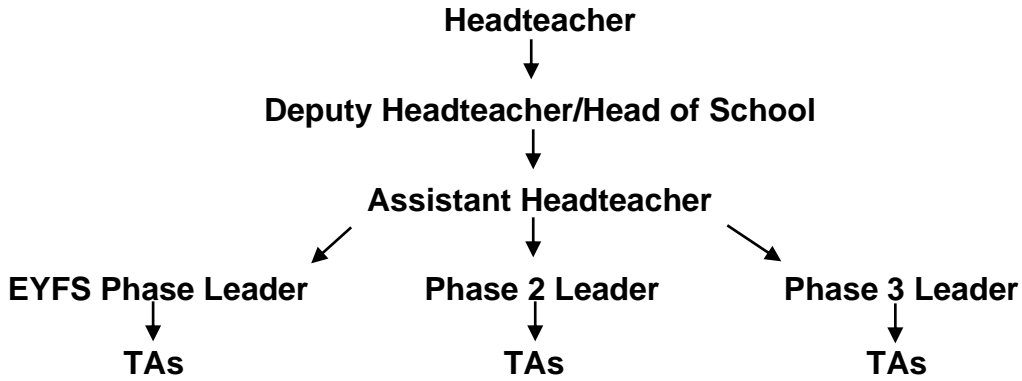 Headteacher
Deputy Headteacher/Head of School
Assistant Headteacher
EYFS Phase Leader Phase 2 Leader Phase 3 Leader
TAs TAs TAs